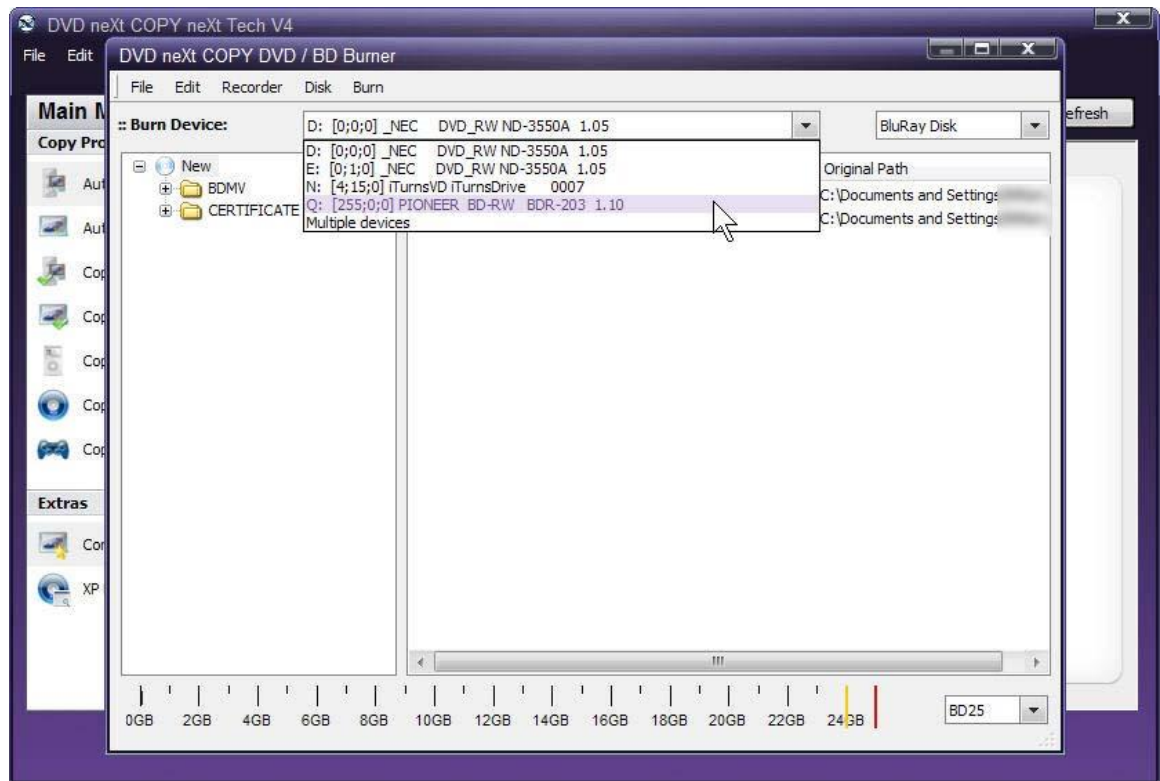 DVD neXt COPY neXt Tech V4
File Edit
DVD neXt COPY DVD / BD Burner
File Edit Recorder Disk Burn
Main M
efresh
:: Burn Device:
D: [0;0;0] _NEC DVD_RW ND-3550A 1.05
BluRay Disk
Copy Pro
D: [0;0;0] _NEC DVD_RW ND-3550A 1.05
E: [0;1;0] _NEC DVD_RW ND-3550A 1.05
N: [4;15;0] iTurnsVD iTurnsDrive 0007
Q: [255;0;0] PIONEER BD-RW BDR-203 1.10
Multiple devices
New
BDMV
CERTIFICATE
Original Path
C:\Documents and Settings
C:\Documents and Settings
Aut
Aut
Cop
Cop
Cop
Cop
Cop
Extras
Cor
XP
0GB 2GB 4GB 6GB 8GB 10GB 12GB 14GB 16GB 18GB 20GB 22GB 24GB
BD25